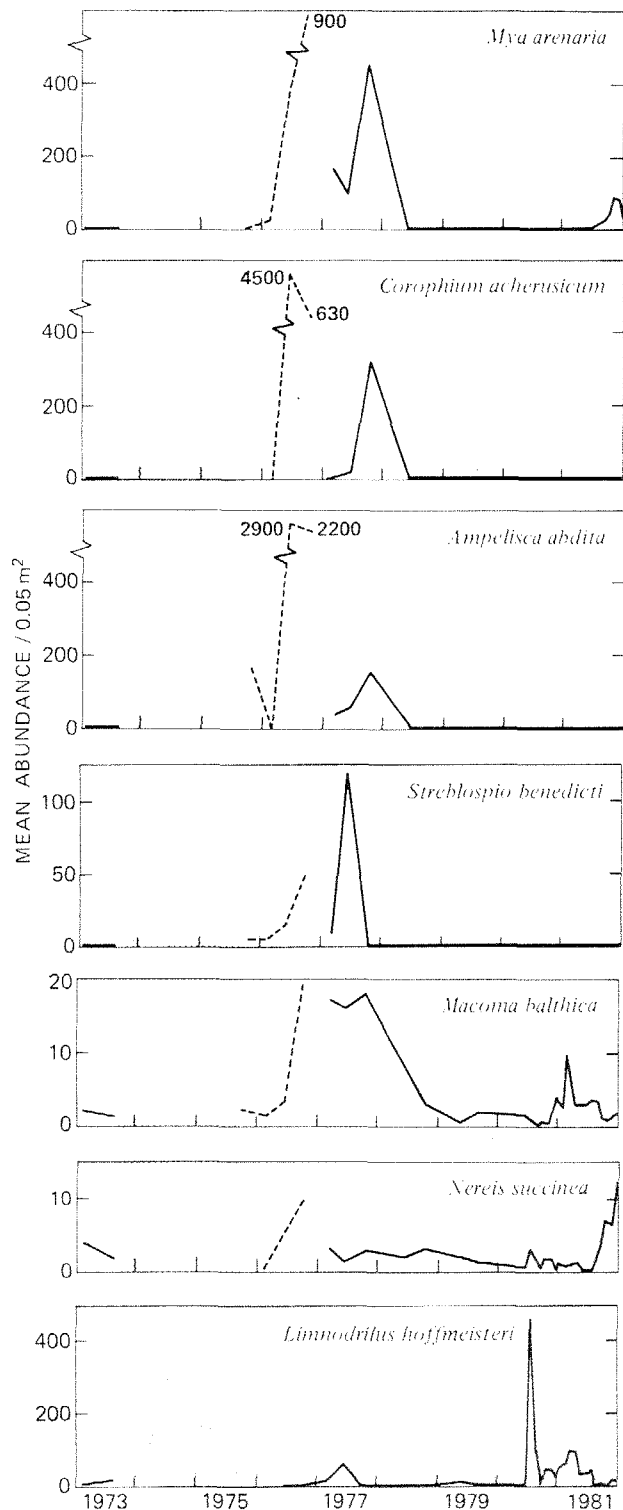 MEAN ABUNDANCE / 0.05 m²
900
Mya arenaria
400
200
0
4500
630
Corophium acherusicum
400
200
0
2900
2200
Ampelisca abdita
400
200
0
Streblospio benedicti
100
50
0
20
Macoma balthica
10
0
Nereis succinea
10
0
Limnodrilus hoffmeisteri
400
200
0
1973 1975 1977 1979 1981